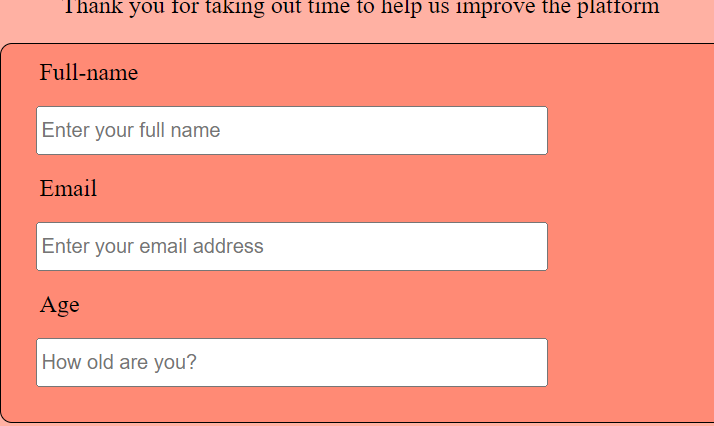 Thank you for taking out time to help us improve the platform
Full-name
Enter your full name
Email
Enter your email address
Age
How old are you?